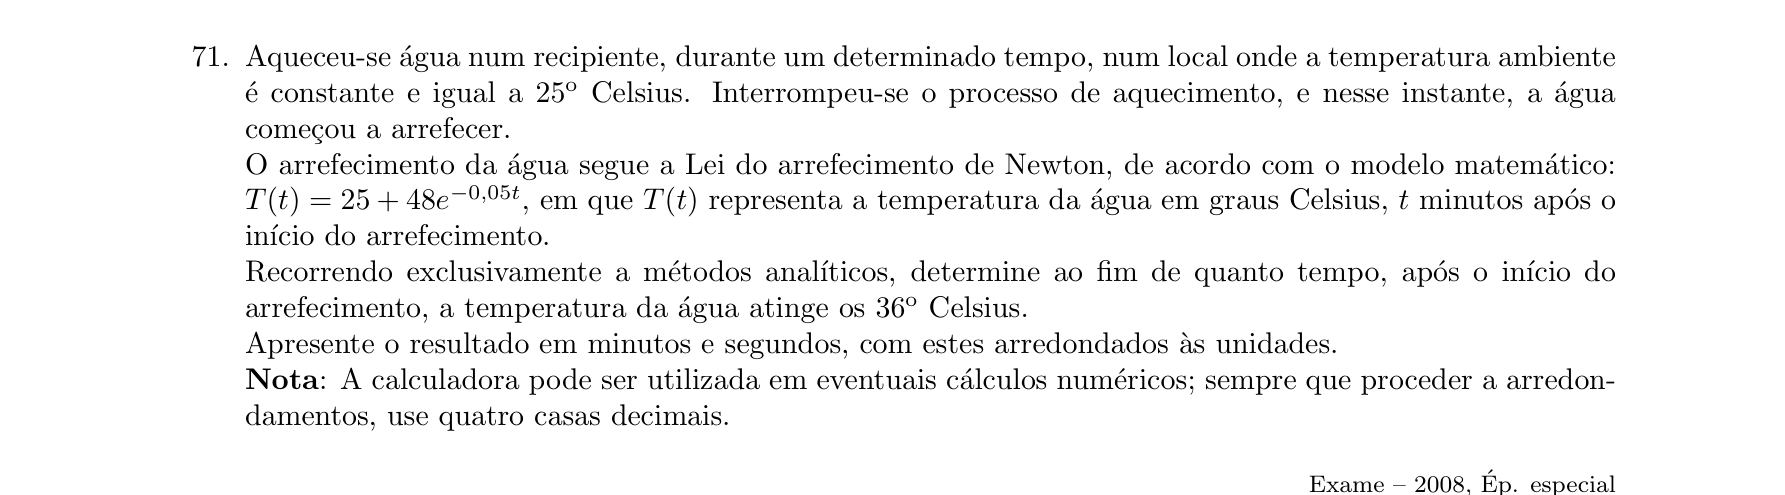 71. Aqueceu-se água num recipiente, durante um determinado tempo, num local onde a temperatura ambiente
é constante e igual a 25º Celsius. Interrompeu-se o processo de aquecimento, e nesse instante, a água
começou a arrefecer.
O arrefecimento da água segue a Lei do arrefecimento de Newton, de acordo com o modelo matemático:
$T(t) = 25 + 48e^{-0,05t}$, em que $T(t)$ representa a temperatura da água em graus Celsius, $t$ minutos após o
início do arrefecimento.
Recorrendo exclusivamente a métodos analíticos, determine ao fim de quanto tempo, após o início do
arrefecimento, a temperatura da água atinge os 36º Celsius.
Apresente o resultado em minutos e segundos, com estes arredondados às unidades.
Nota: A calculadora pode ser utilizada em eventuais cálculos numéricos; sempre que proceder a arredon-
damentos, use quatro casas decimais.
Exame – 2008, Ép. especial